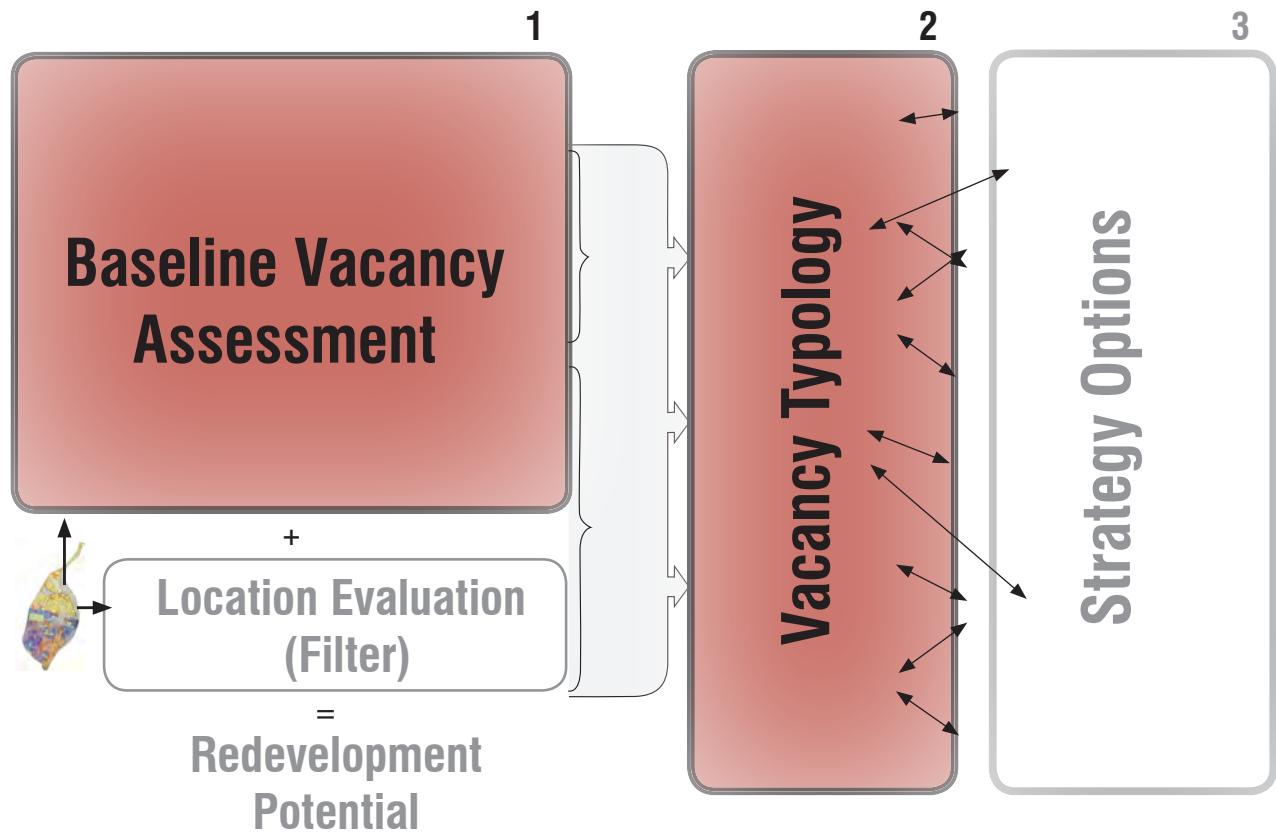 1
2
3
Baseline Vacancy
Assessment
+
Location Evaluation
(Filter)
=
Redevelopment
Potential
Vacancy Typology
Strategy Options